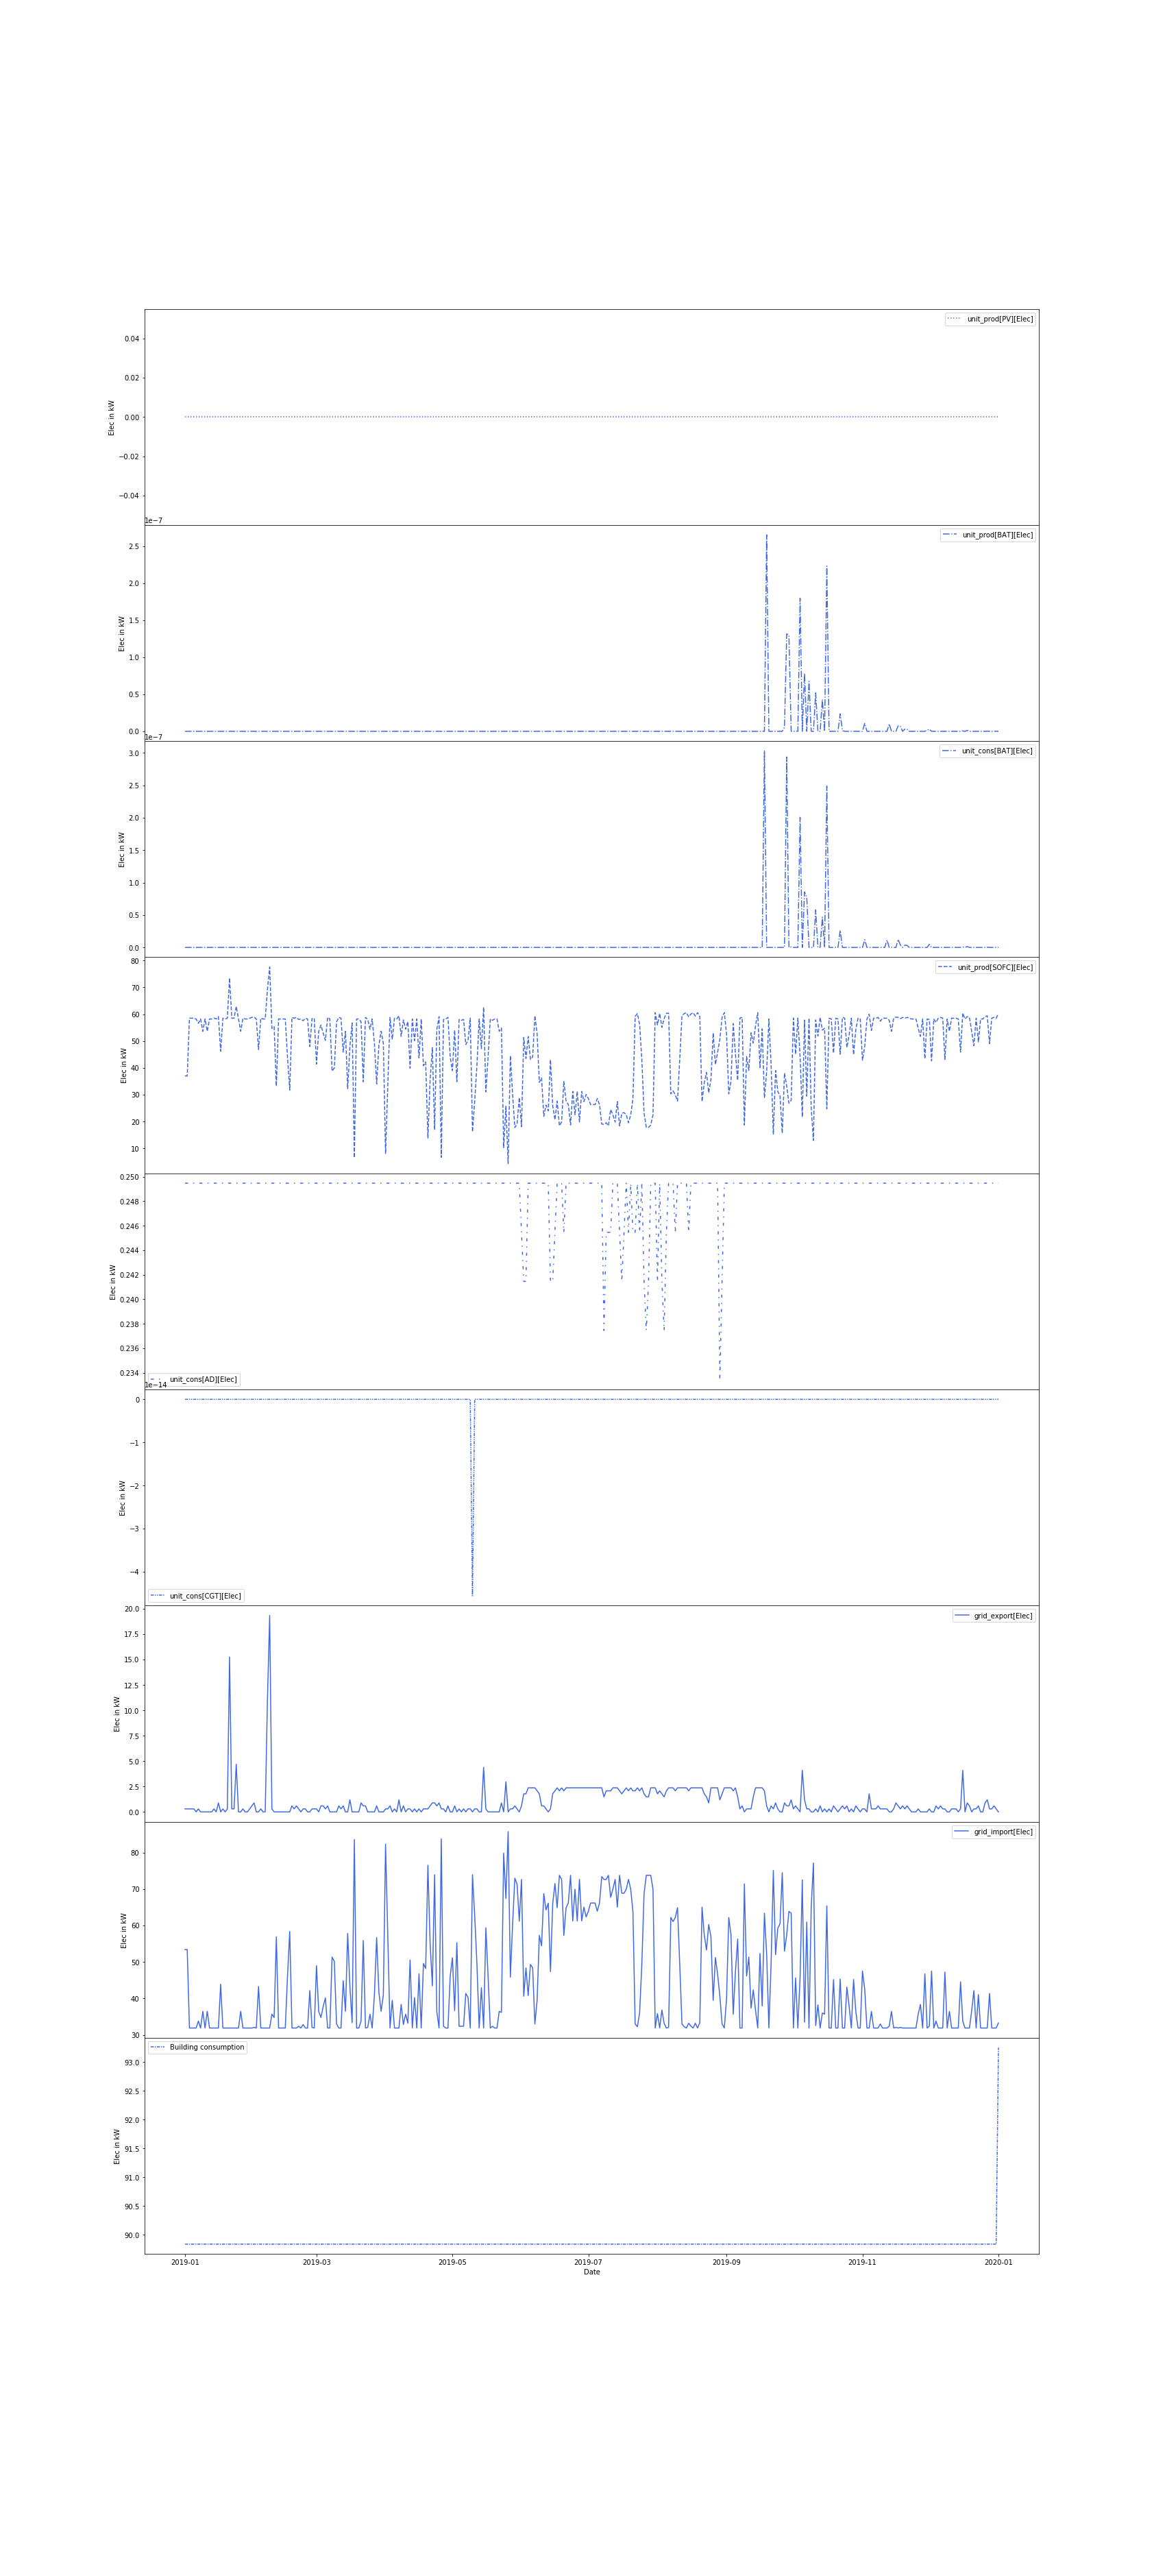 unit_prod[PV][Elec]
0.04
0.02
0.00
−0.02
−0.04
Elec in kW
1e−7
unit_prod[BAT][Elec]
2.5
2.0
1.5
1.0
0.5
0.0
Elec in kW
1e−7
unit_cons[BAT][Elec]
3.0
2.5
2.0
1.5
1.0
0.5
0.0
Elec in kW
unit_prod[SOFC][Elec]
80
70
60
50
40
30
20
10
Elec in kW
0.250
0.248
0.246
0.244
0.242
0.240
0.238
0.236
0.234
Elec in kW
unit_cons[AD][Elec]
1e−14
0
−1
−2
−3
−4
Elec in kW
unit_cons[CGT][Elec]
grid_export[Elec]
20.0
17.5
15.0
12.5
10.0
7.5
5.0
2.5
0.0
Elec in kW
grid_import[Elec]
80
70
60
50
40
30
Elec in kW
Building consumption
93.0
92.5
92.0
91.5
91.0
90.5
90.0
Elec in kW
2019-01 2019-03 2019-05 2019-07 2019-09 2019-11 2020-01
Date